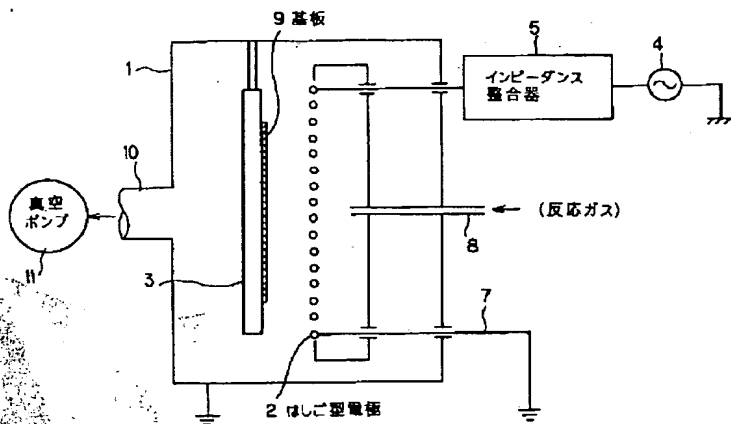 9 基板
1
5
インピーダンス
整合器
4
10
真空
ポンプ
11
3
(反応ガス)
8
7
2 はしご型電極